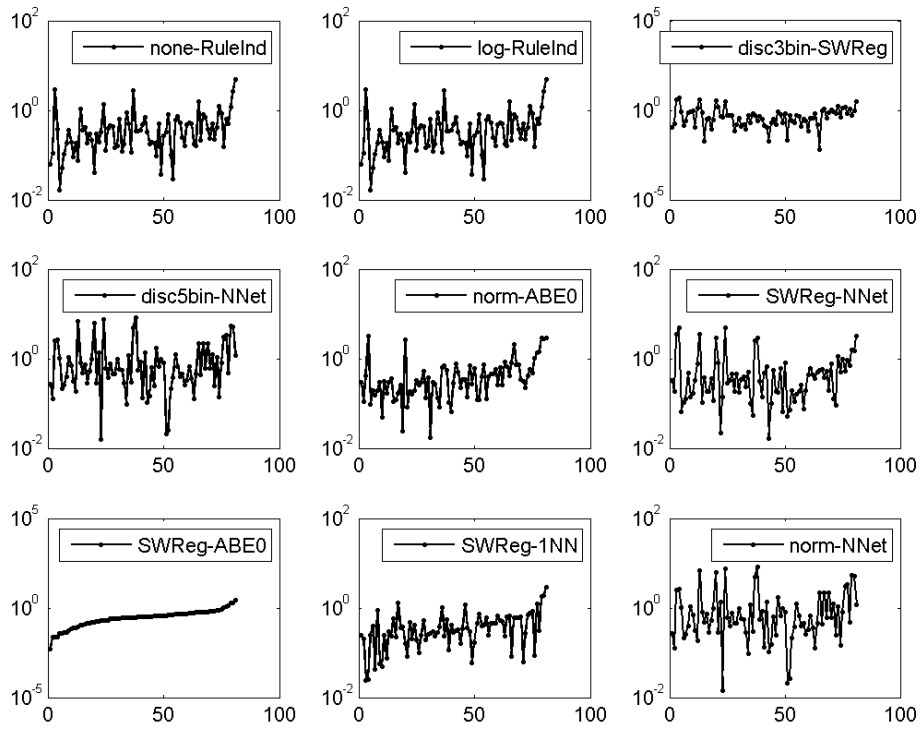 10^2 10^2 10^5
none-RuleInd log-RuleInd disc3bin-SWReg
10^0 10^0 10^0
10^-2 10^-2 10^-5
0 50 100 0 50 100 0 50 100
10^2 10^2 10^2
disc5bin-NNet norm-ABE0 SWReg-NNet
10^0 10^0 10^0
10^-2 10^-2 10^-2
0 50 100 0 50 100 0 50 100
10^5 10^2 10^2
SWReg-ABE0 SWReg-1NN norm-NNet
10^0 10^0 10^0
10^-5 10^-2 10^-2
0 50 100 0 50 100 0 50 100